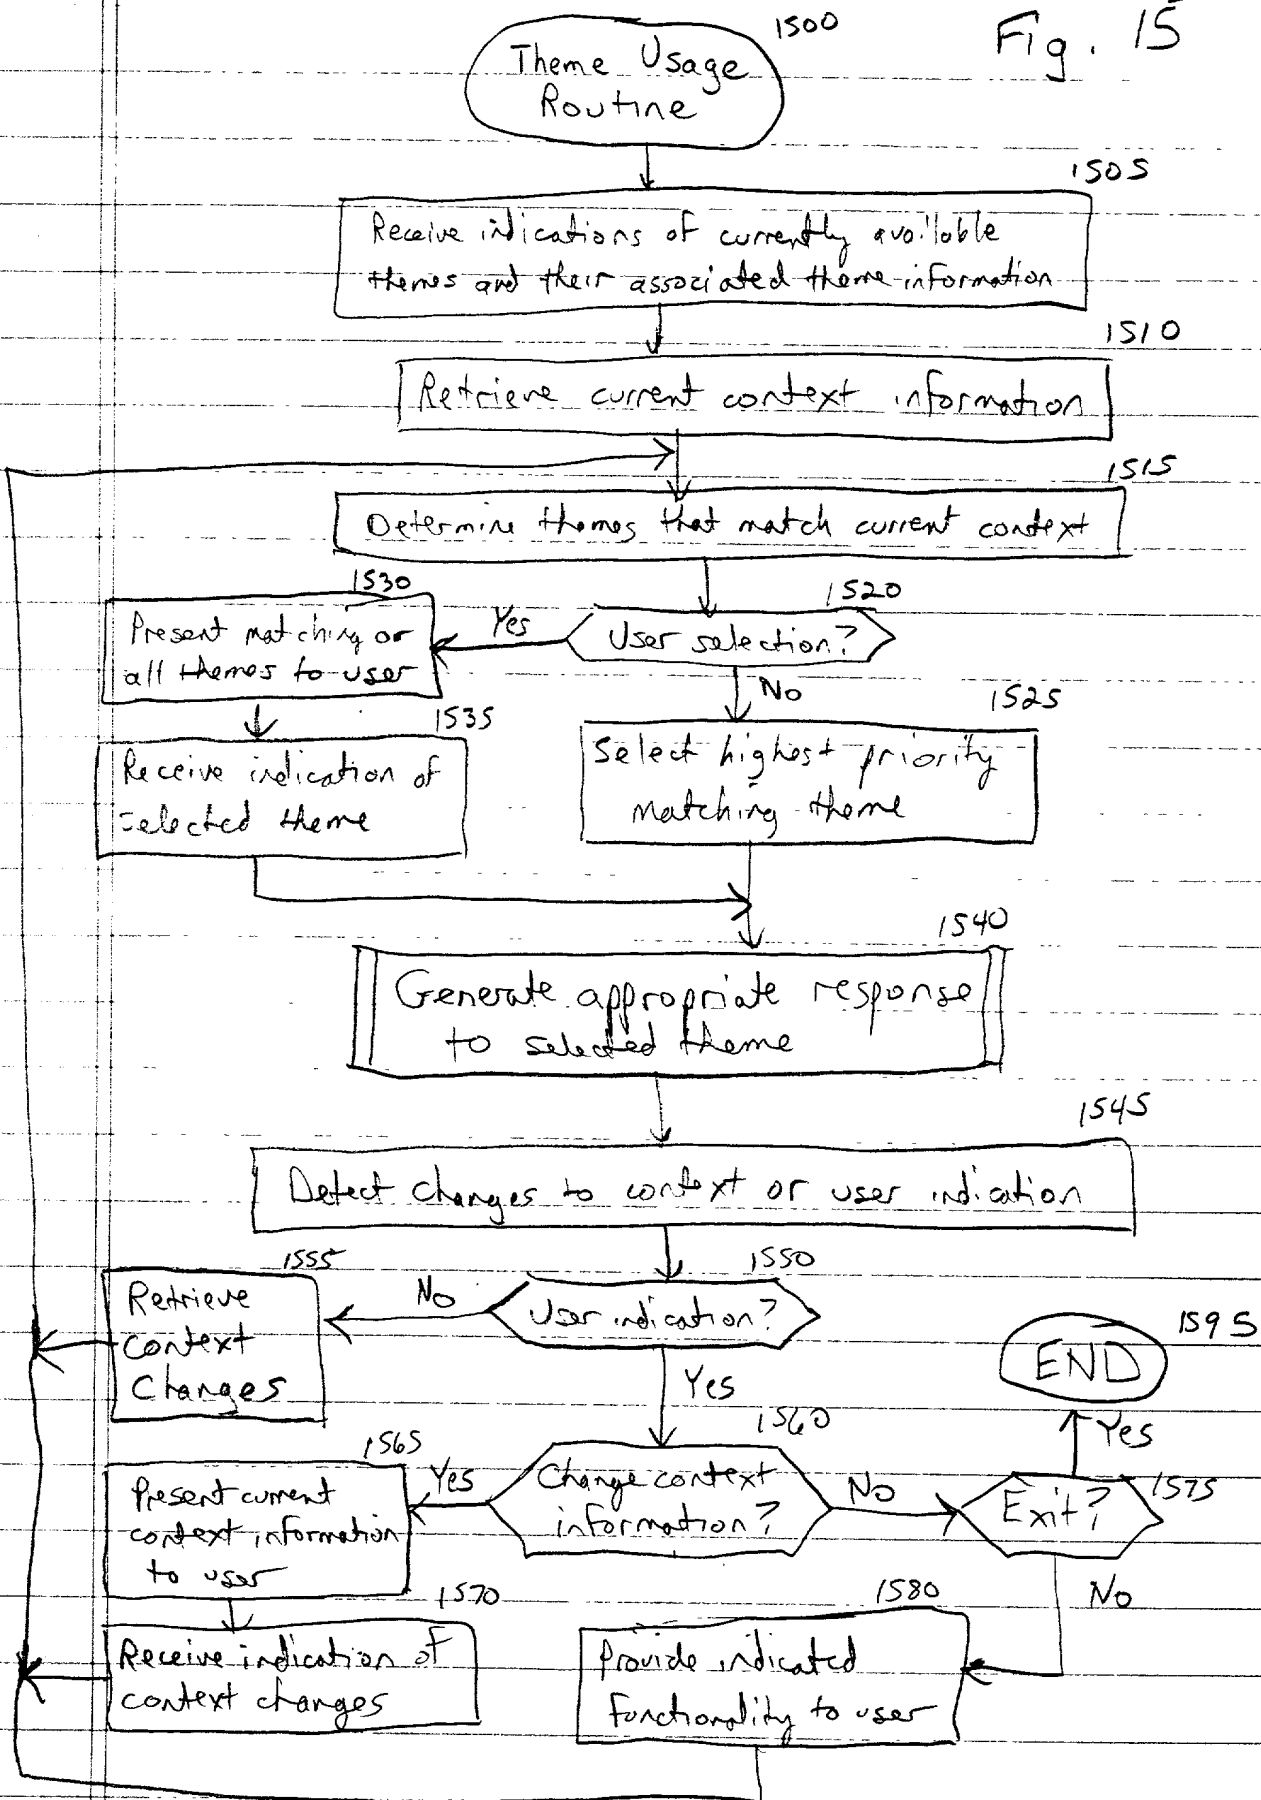 1500
Fig. 15
Theme Usage
Routine
1505
Receive indications of currently available
themes and their associated theme information
1510
Retrieve current context information
1515
Determine themes that match current context
1530
1520
Present matching or
all themes to user
Yes
User selection?
No
1535
1525
Receive indication of
selected theme
Select highest priority
matching theme
1540
Generate appropriate response
to selected theme
1545
Detect changes to context or user indication
1555
1550
Retrieve
context
changes
No
User indication?
1595
END
Yes
Yes
1560
1565
Present current
context information
to user
Yes
Change context
information?
No
Exit?
1575
No
1570
1580
Receive indication of
context changes
Provide indicated
functionality to user